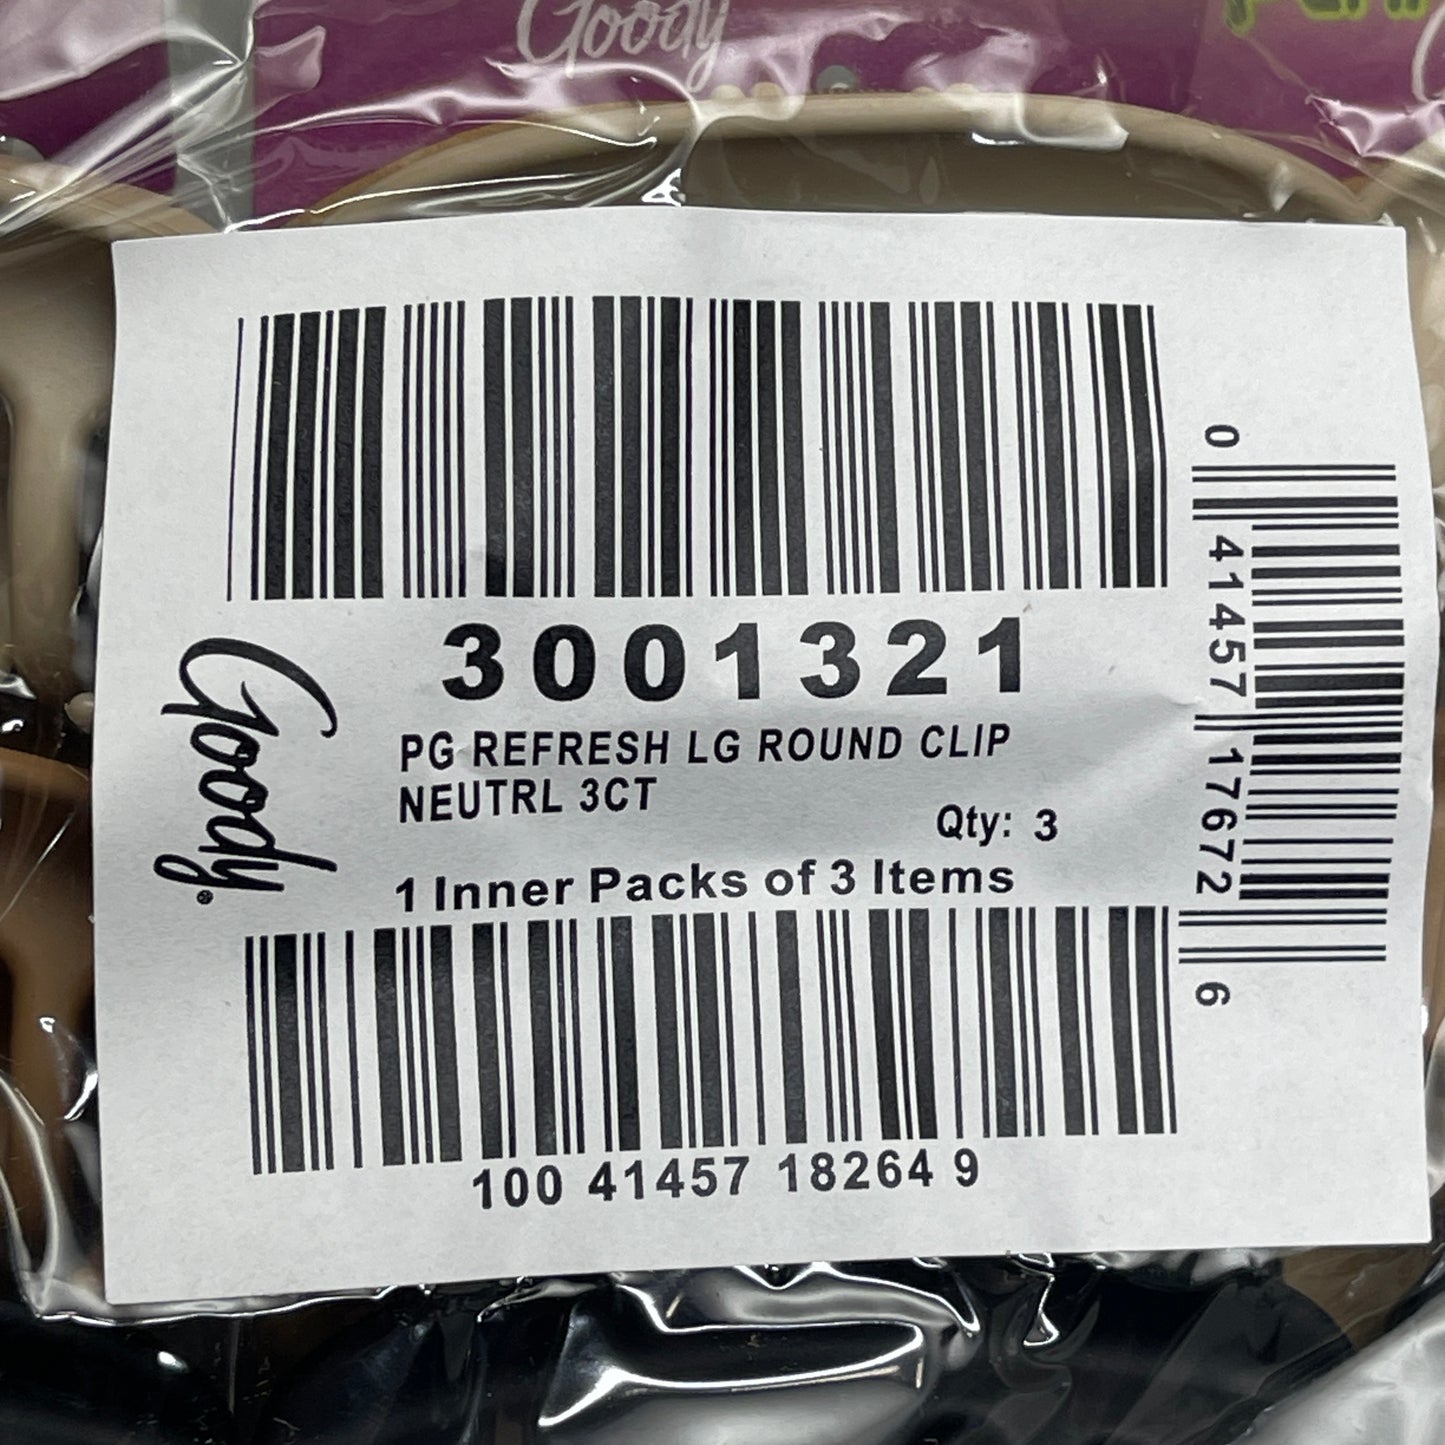 Goody
3001321
PG REFRESH LG ROUND CLIP
NEUTRL 3CT
Qty: 3
1 Inner Packs of 3 Items
100 41457 18264 9
Goody®
0 41457 17672 6